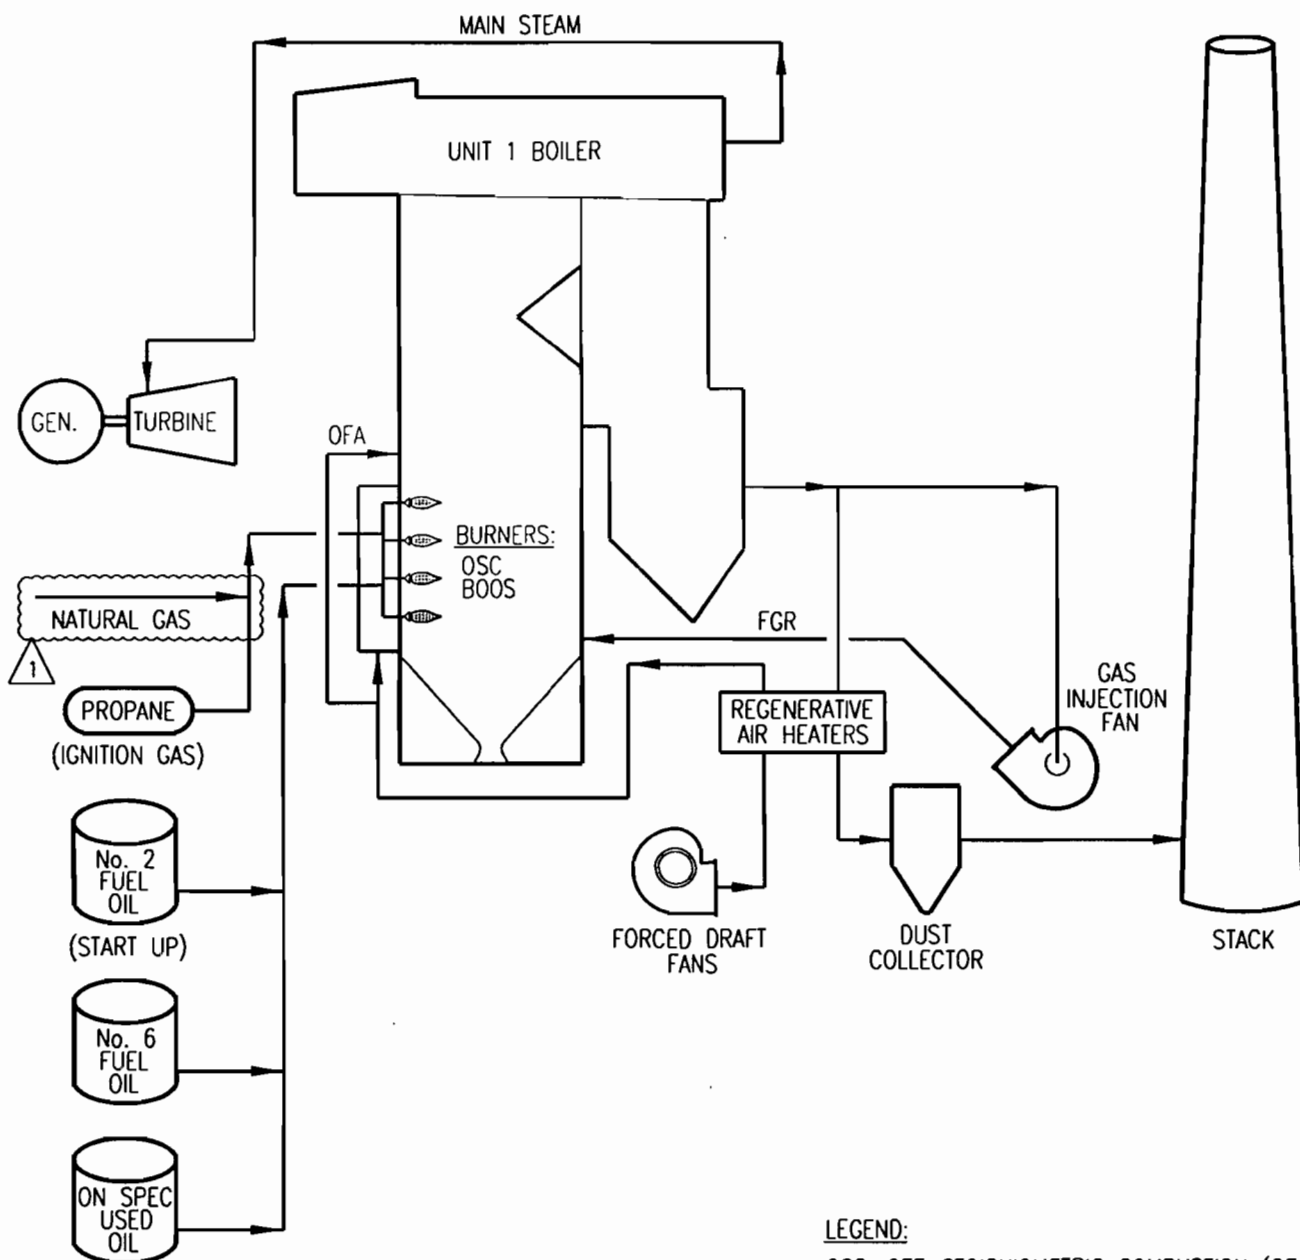 MAIN STEAM
UNIT 1 BOILER
GEN.
TURBINE
OFA
BURNERS:
OSC
BOOS
NATURAL GAS
1
PROPANE
(IGNITION GAS)
FGR
REGENERATIVE
AIR HEATERS
GAS
INJECTION
FAN
No. 2
FUEL
OIL
(START UP)
FORCED DRAFT
FANS
DUST
COLLECTOR
STACK
No. 6
FUEL
OIL
ON SPEC
USED
OIL
LEGEND: